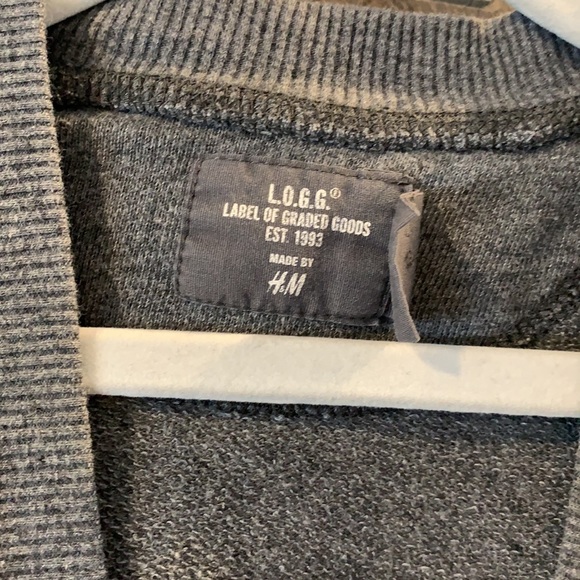 L.O.G.G.®
LABEL OF GRADED GOODS
EST. 1993
MADE BY
H&M